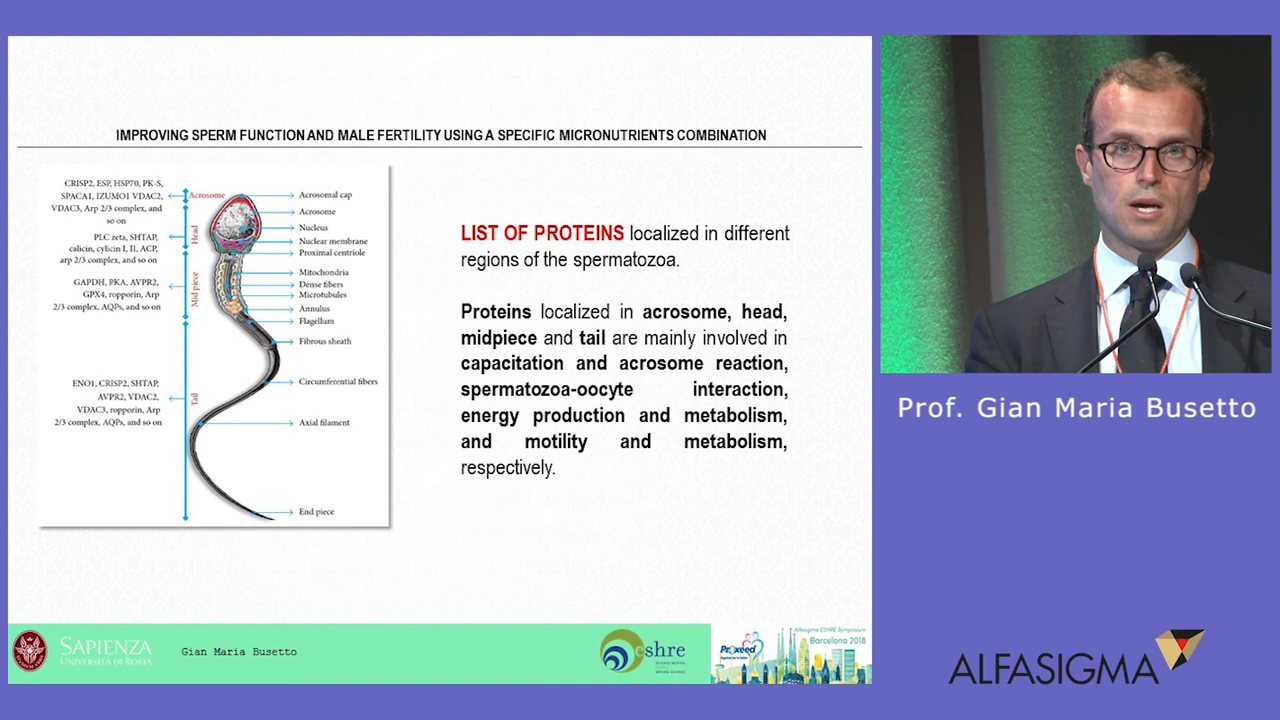 IMPROVING SPERM FUNCTION AND MALE FERTILITY USING A SPECIFIC MICRONUTRIENTS COMBINATION
CRISP2, ESP, HSP70, PK-S,
SPACA1, IZUMO1 VDAC2,
VDAC3, Arp 2/3 complex, and
so on
PLC zeta, SHTAP,
calicin, cylicin I, II, ACP,
arp 2/3 complex, and so on
GAPDH, PKA, AVPR2,
GPX4, ropporin, Arp
2/3 complex, AQPs, and so on
ENO1, CRISP2, SHTAP,
AVPR2, VDAC2,
VDAC3, ropporin, Arp
2/3 complex, AQPs, and so on
Acrosome
Head
Mid piece
Tail
Acrosomal cap
Acrosome
Nucleus
Nuclear membrane
Proximal centriole
Mitochondria
Dense fibers
Microtubules
Annulus
Flagellum
Fibrous sheath
Circumferential fibers
Axial filament
End piece
LIST OF PROTEINS localized in different
regions of the spermatozoa.
Proteins localized in acrosome, head,
midpiece and tail are mainly involved in
capacitation and acrosome reaction,
spermatozoa-oocyte interaction,
energy production and metabolism,
and motility and metabolism,
respectively.
SAPIENZA
UNIVERSITÀ DI ROMA
Gian Maria Busetto
eshre
Proxeed
Alfasigma ESHRE Symposium
Barcelona 2018
Prof. Gian Maria Busetto
ALFASIGMA